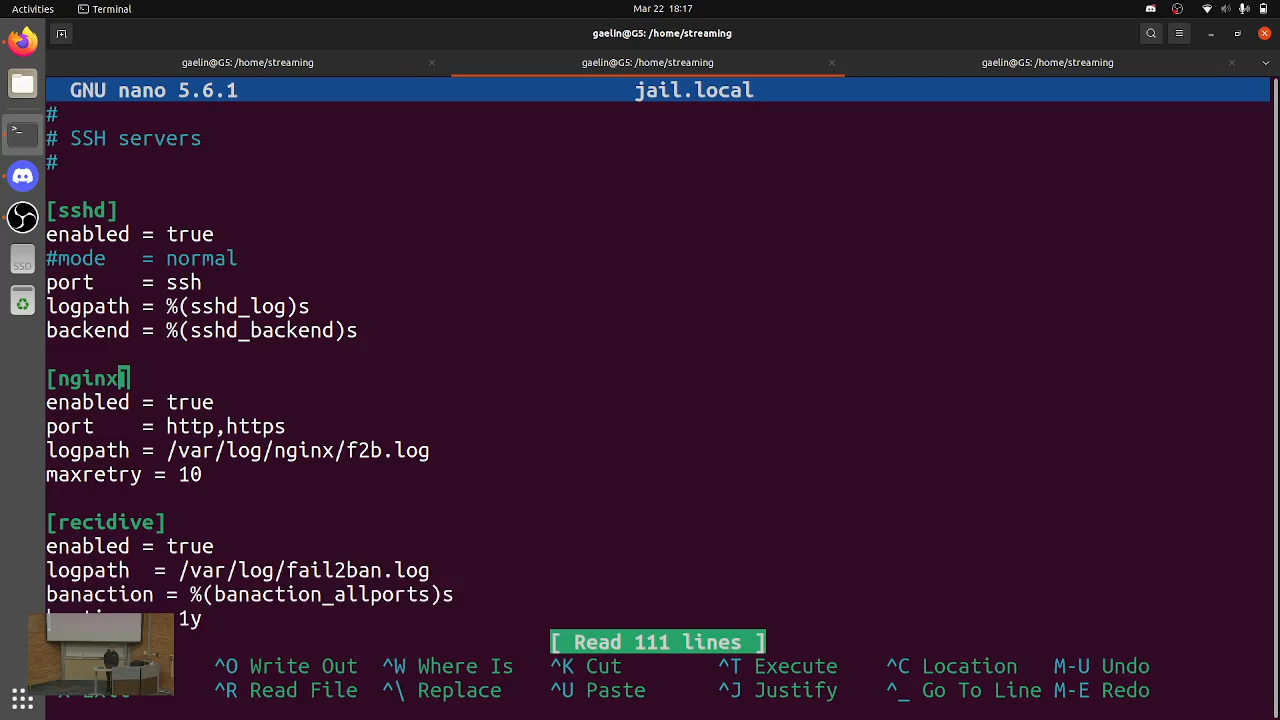 Activities Terminal Mar 22 18:17
gaelin@G5: /home/streaming
gaelin@G5: /home/streaming gaelin@G5: /home/streaming gaelin@G5: /home/streaming
GNU nano 5.6.1 jail.local
#
# SSH servers
#
[sshd]
enabled = true
#mode   = normal
port    = ssh
logpath = %(sshd_log)s
backend = %(sshd_backend)s
[nginx]
enabled = true
port    = http,https
logpath = /var/log/nginx/f2b.log
maxretry = 10
[recidive]
enabled = true
logpath  = /var/log/fail2ban.log
banaction = %(banaction_allports)s
1y
[ Read 111 lines ]
^O Write Out ^W Where Is ^K Cut ^T Execute ^C Location M-U Undo
^R Read File ^\ Replace ^U Paste ^J Justify ^_ Go To Line M-E Redo
SSD